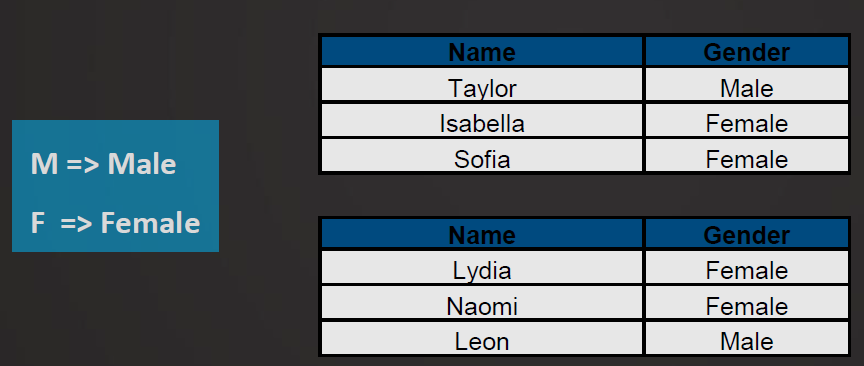 M => Male
F => Female
Name Gender
Taylor Male
Isabella Female
Sofia Female
Name Gender
Lydia Female
Naomi Female
Leon Male